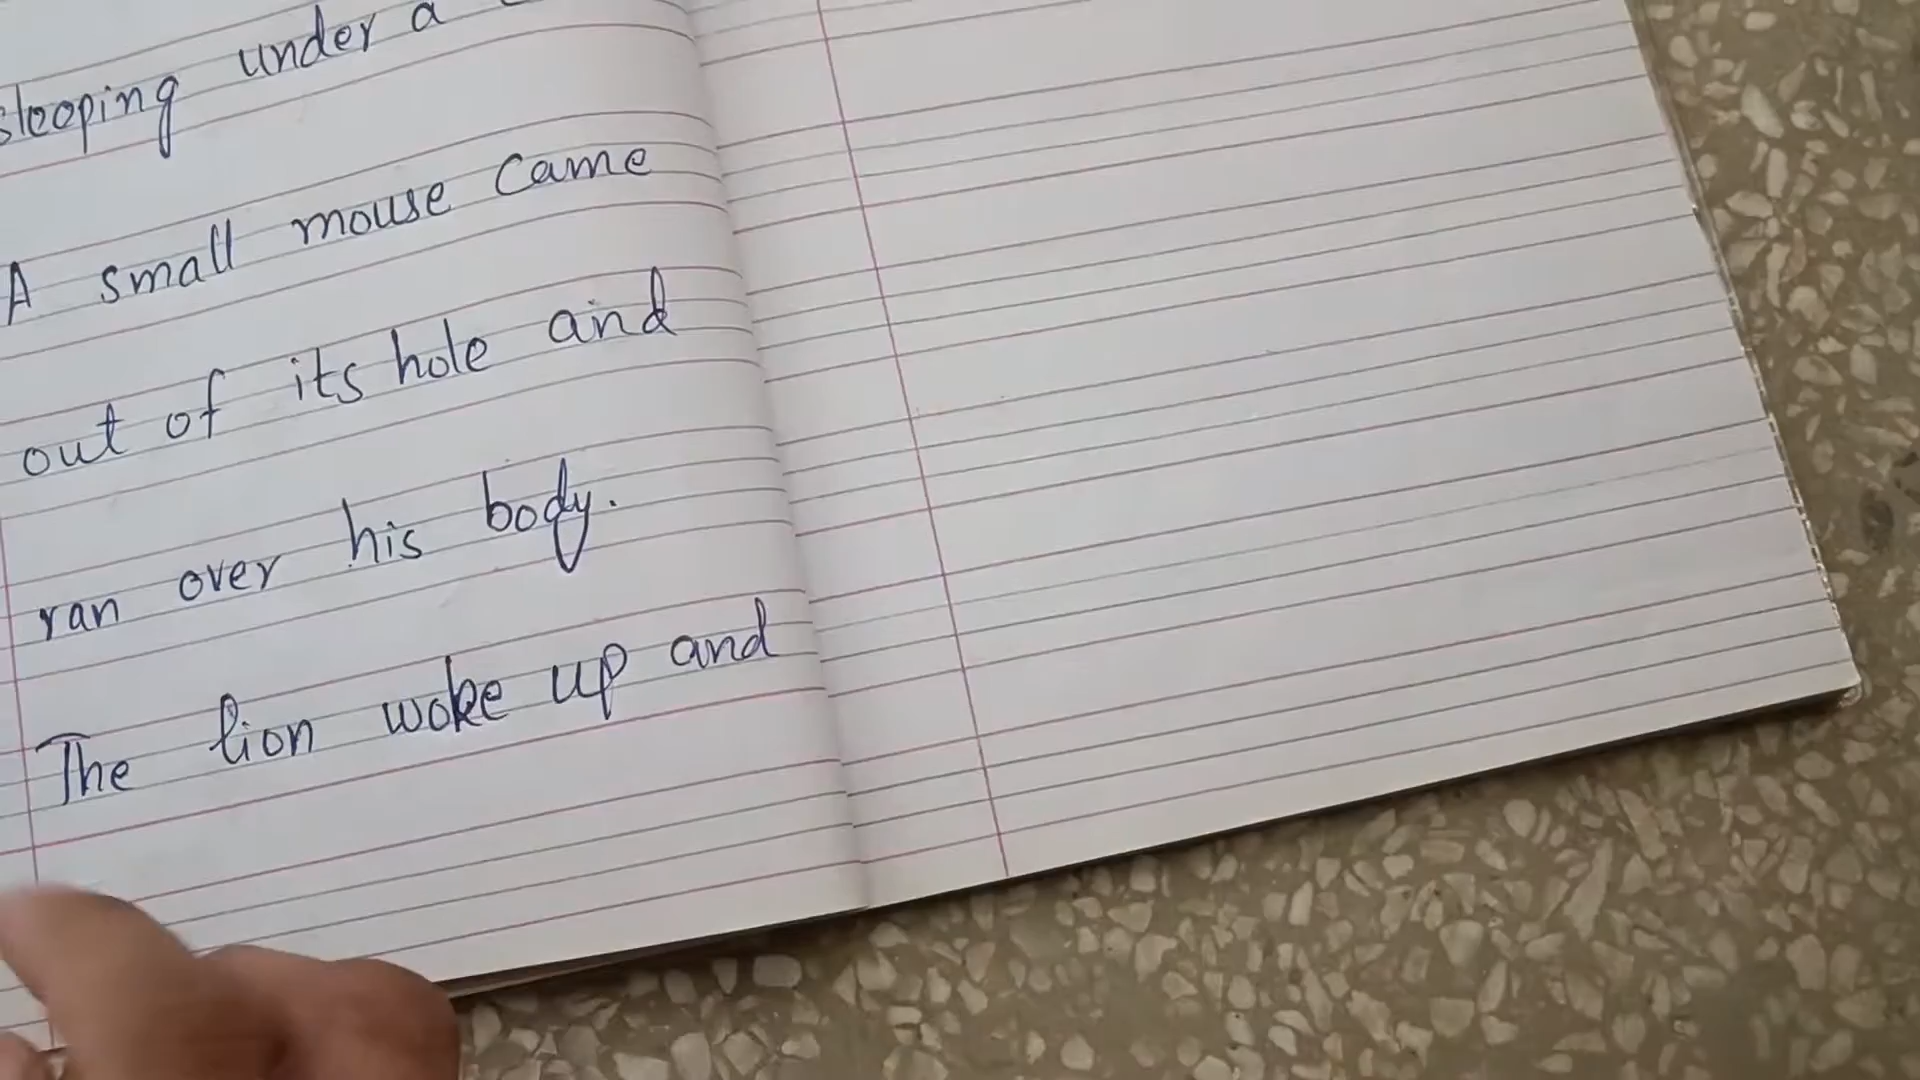 sleeping under a
A small mouse came
out of its hole and
ran over his body.
The lion woke up and